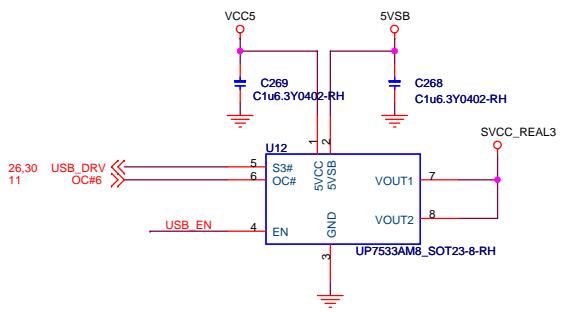 VCC5
5VSB
C269
C1u6.3Y0402-RH
C268
C1u6.3Y0402-RH
SVCC_REAL3
U12
1
2
26,30 USB_DRV 5 S3#
11 OC#6 6 OC#
5VCC
5VSB
VOUT1 7
VOUT2 8
USB_EN 4 EN
GND
3
UP7533AM8_SOT23-8-RH